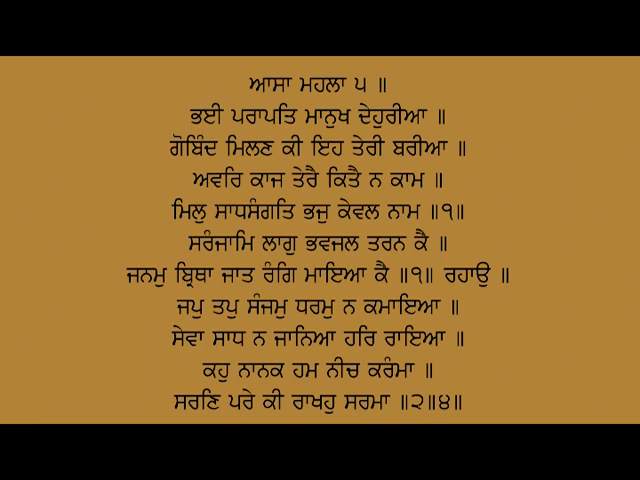 ਆਸਾ ਮਹਲਾ ੫ ॥
ਭਈ ਪਰਾਪਤਿ ਮਾਨੁਖ ਦੇਹੁਰੀਆ ॥
ਗੋਬਿੰਦ ਮਿਲਣ ਕੀ ਇਹ ਤੇਰੀ ਬਰੀਆ ॥
ਅਵਰਿ ਕਾਜ ਤੇਰੈ ਕਿਤੈ ਨ ਕਾਮ ॥
ਮਿਲੁ ਸਾਧਸੰਗਤਿ ਭਜੁ ਕੇਵਲ ਨਾਮ ॥੧॥
ਸਰੰਜਾਮਿ ਲਾਗੁ ਭਵਜਲ ਤਰਨ ਕੈ ॥
ਜਨਮੁ ਬ੍ਰਿਥਾ ਜਾਤ ਰੰਗਿ ਮਾਇਆ ਕੈ ॥੧॥ ਰਹਾਉ ॥
ਜਪੁ ਤਪੁ ਸੰਜਮੁ ਧਰਮੁ ਨ ਕਮਾਇਆ ॥
ਸੇਵਾ ਸਾਧ ਨ ਜਾਨਿਆ ਹਰਿ ਰਾਇਆ ॥
ਕਹੁ ਨਾਨਕ ਹਮ ਨੀਚ ਕਰੰਮਾ ॥
ਸਰਣਿ ਪਰੇ ਕੀ ਰਾਖਹੁ ਸਰਮਾ ॥੨॥੪॥